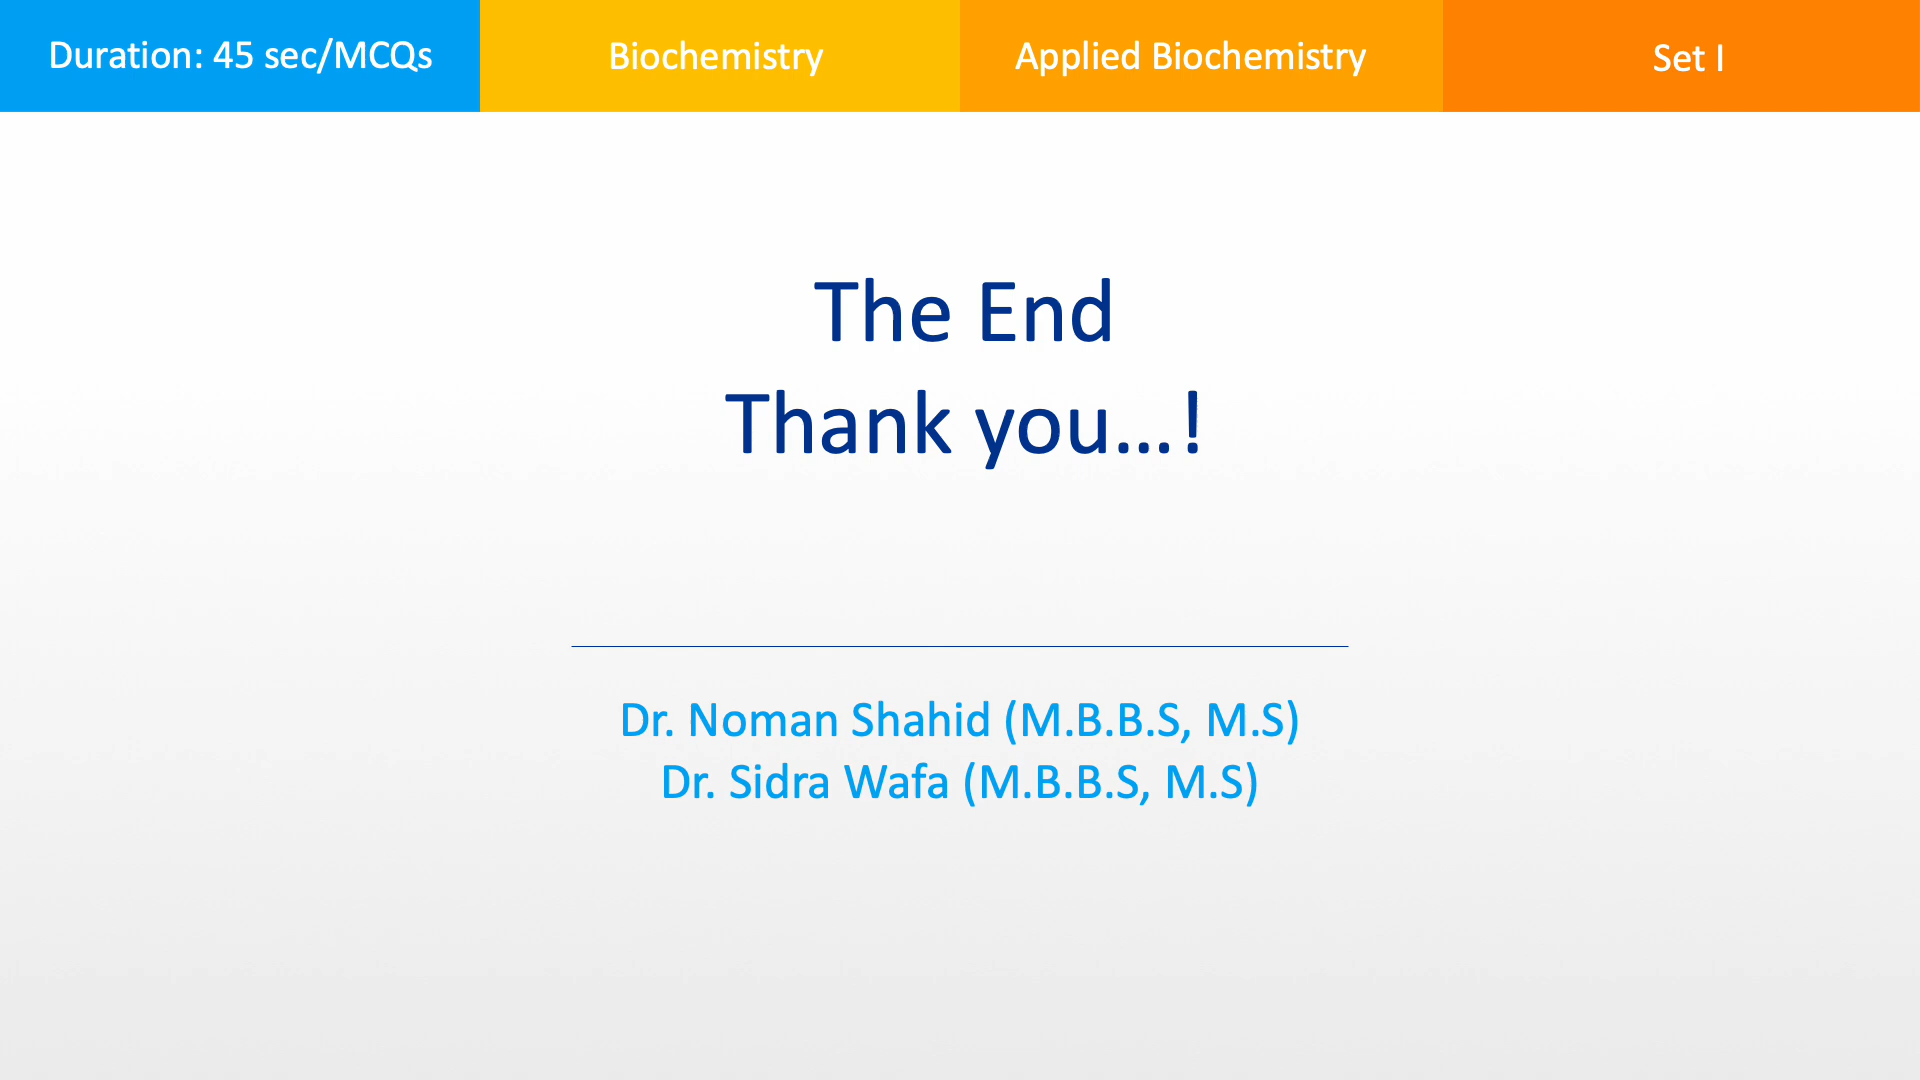 Duration: 45 sec/MCQs
Biochemistry
Applied Biochemistry
Set I
The End
Thank you...!
Dr. Noman Shahid (M.B.B.S, M.S)
Dr. Sidra Wafa (M.B.B.S, M.S)